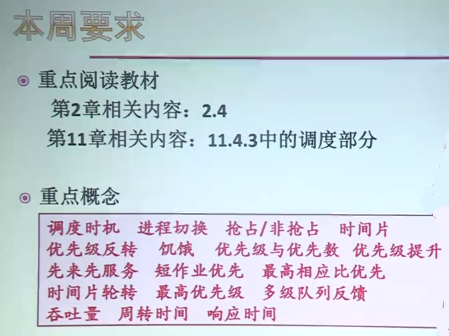 本周要求
重点阅读教材
第2章相关内容：2.4
第11章相关内容：11.4.3中的调度部分
重点概念
调度时机 进程切换 抢占/非抢占 时间片
优先级反转 饥饿 优先级与优先数 优先级提升
先来先服务 短作业优先 最高相应比优先
时间片轮转 最高优先级 多级队列反馈
吞吐量 周转时间 响应时间